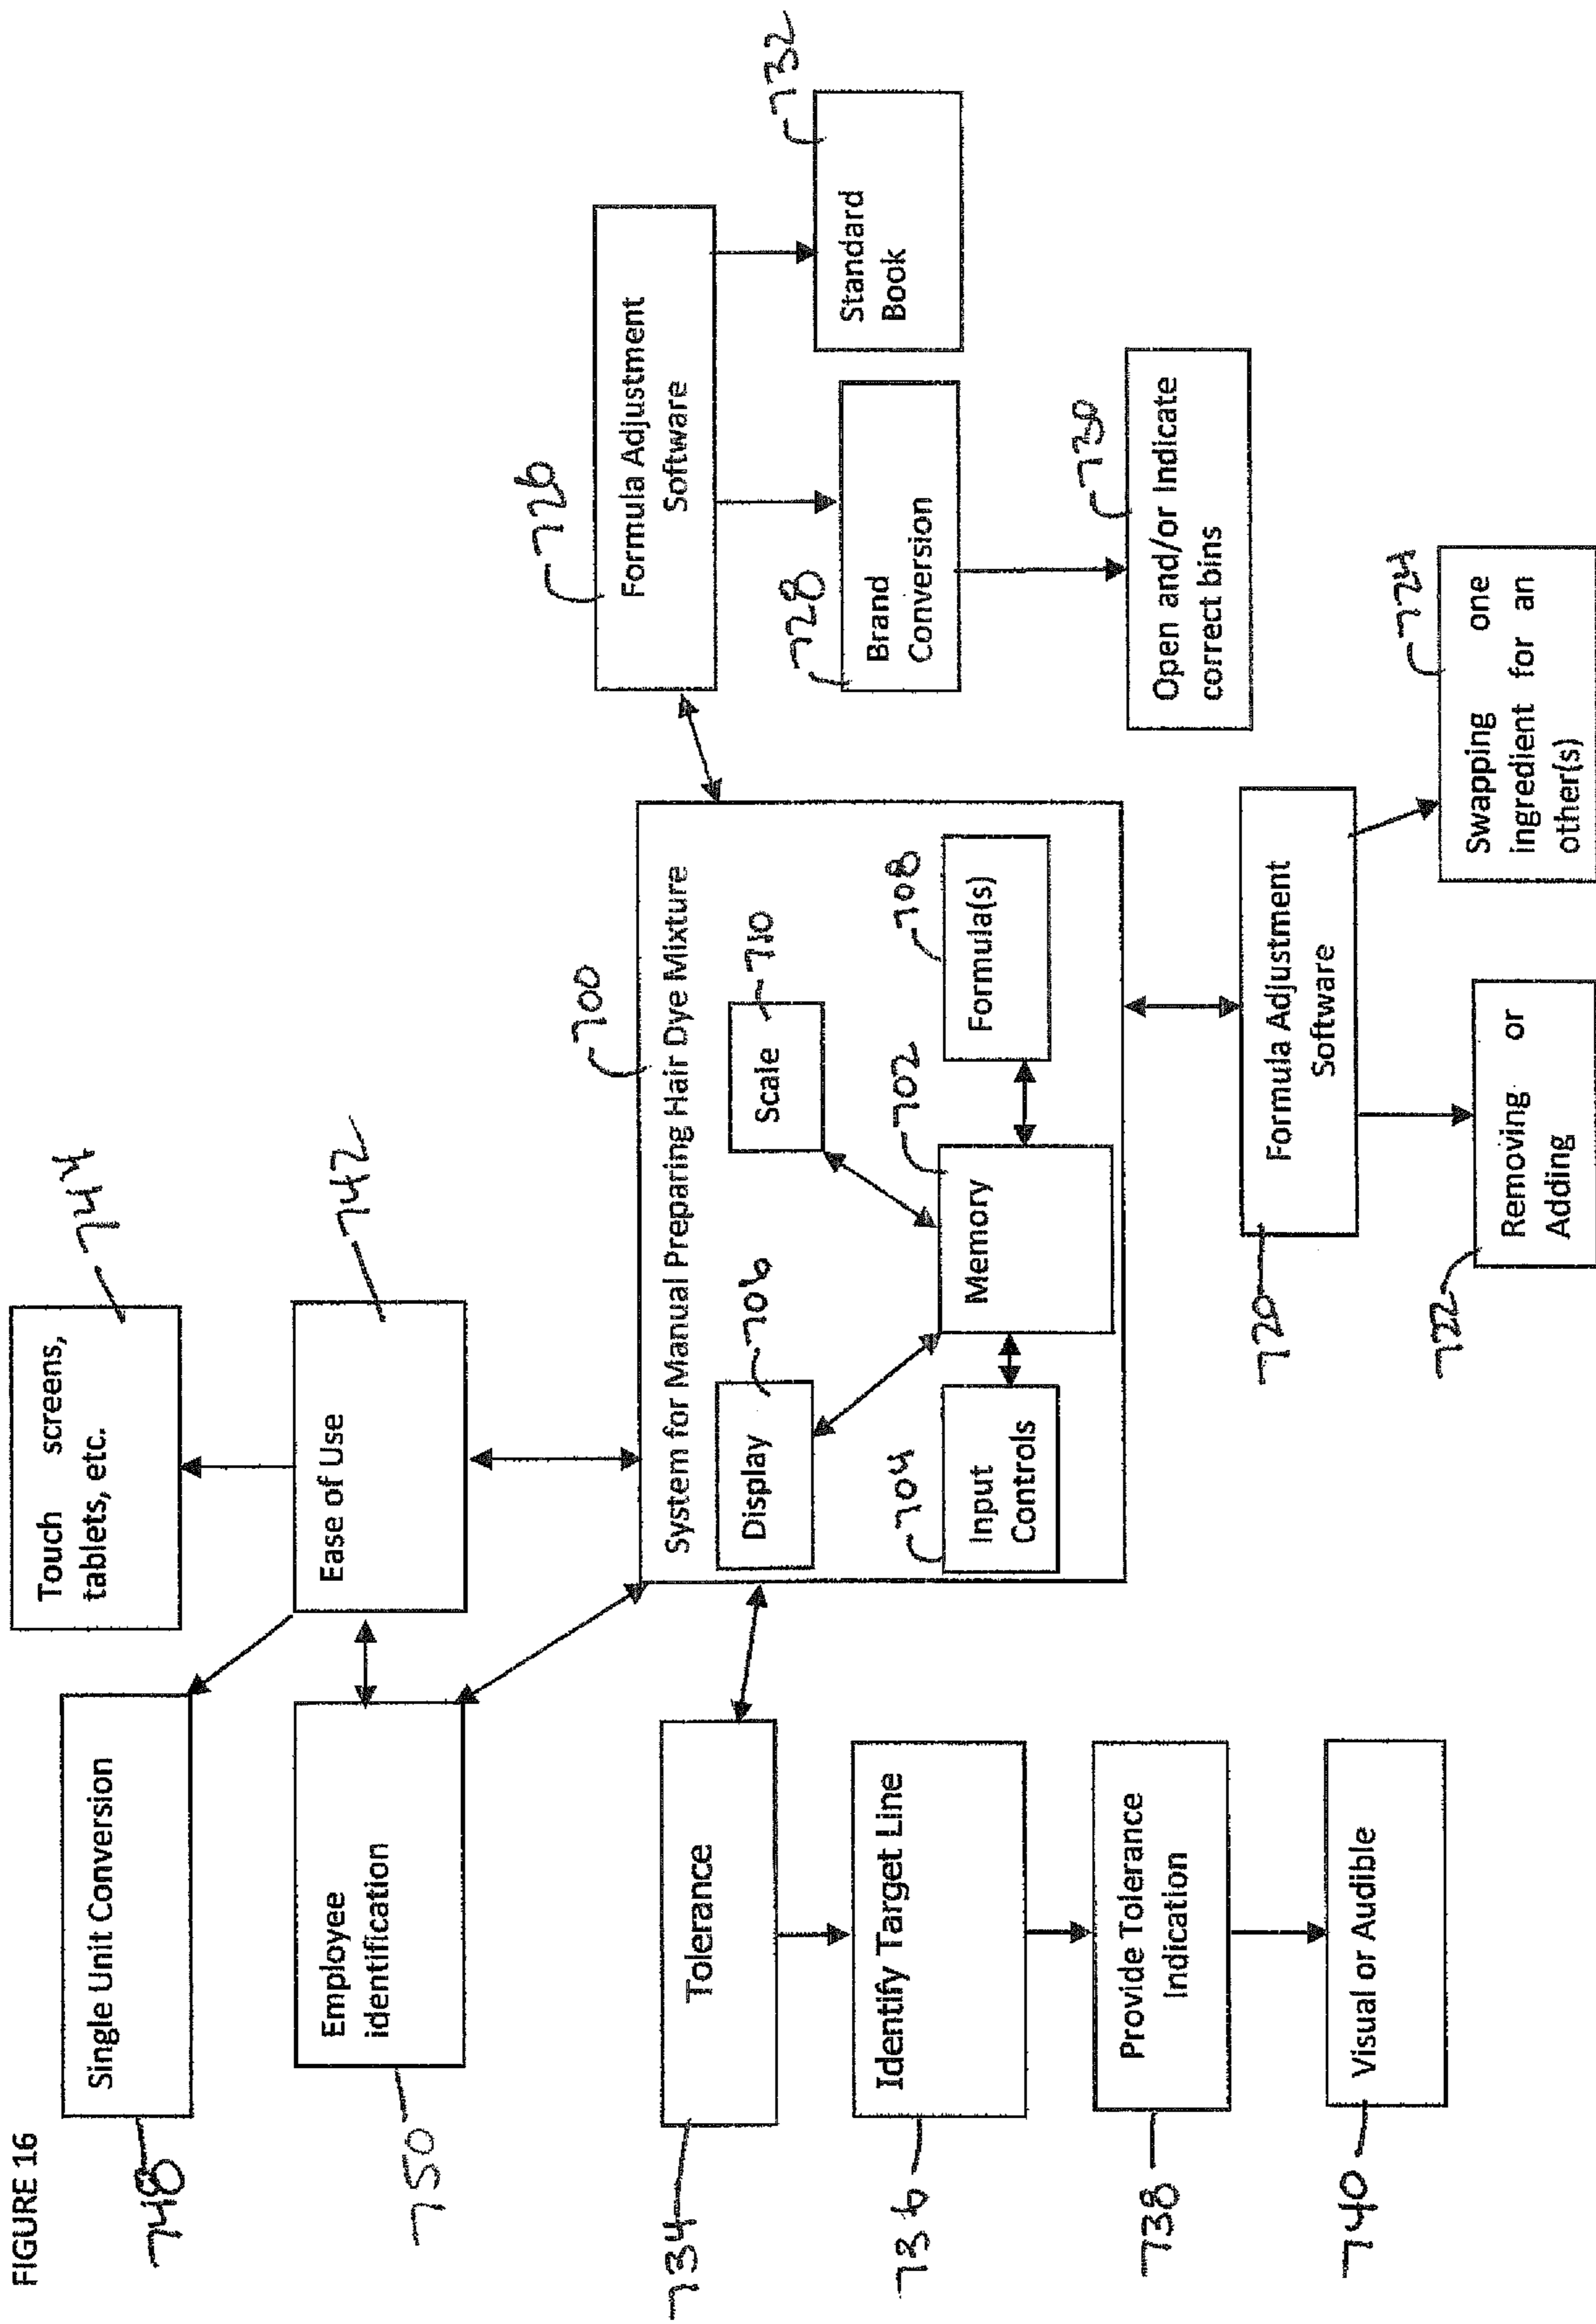 FIGURE 16
748
Single Unit Conversion
Touch screens,
tablets, etc.
744
750
Employee
identification
Ease of Use
742
700
System for Manual Preparing Hair Dye Mixture
Display
706
Scale
710
704
Input
Controls
Memory
702
Formula(s)
708
734
Tolerance
736
Identify Target Line
738
Provide Tolerance
Indication
740
Visual or Audible
726
Formula Adjustment
Software
728
Brand
Conversion
732
Standard
Book
730
Open and/or Indicate
correct bins
720
Formula Adjustment
Software
722
Removing or
Adding
724
Swapping one
ingredient for an
other(s)